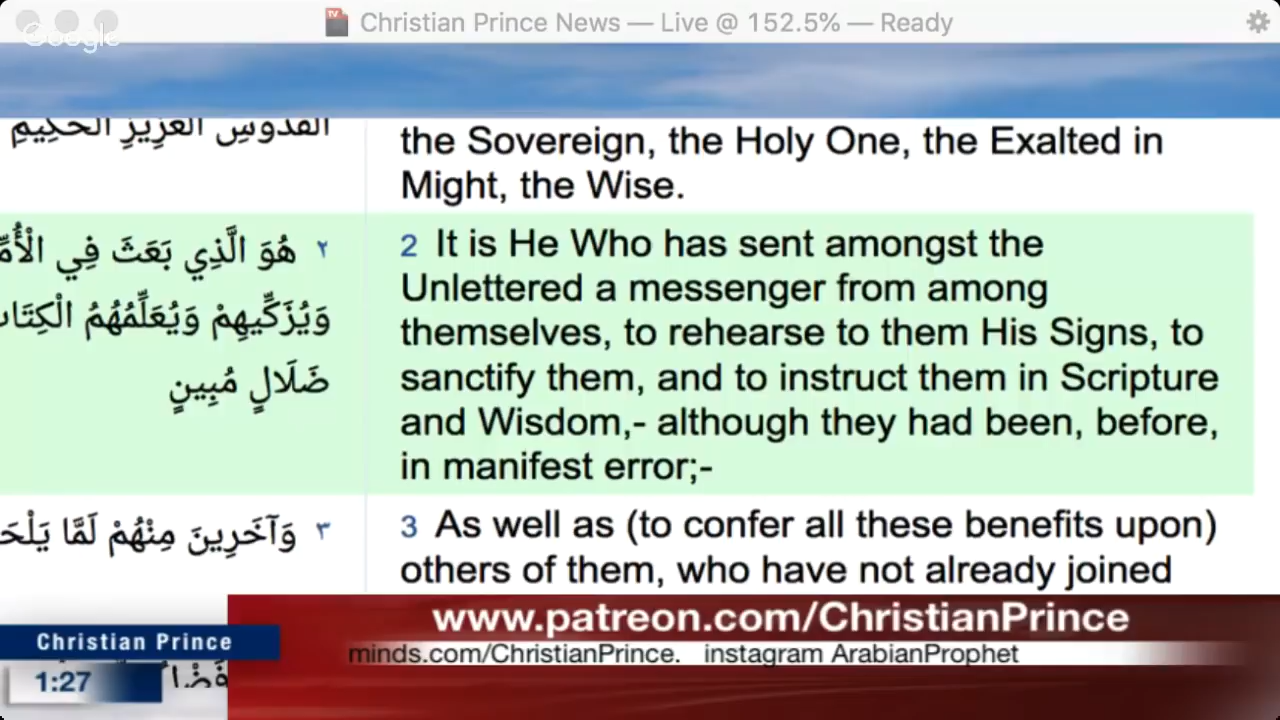 Google
Christian Prince News — Live @ 152.5% — Ready
القدوس العزيز الحكيم
the Sovereign, the Holy One, the Exalted in
Might, the Wise.
٢ هُوَ الَّذِي بَعَثَ فِي
وَيُزَكِّيهِمْ وَيُعَلِّمُهُمُ
ضَلَالٍ مُبِينٍ
2 It is He Who has sent amongst the
Unlettered a messenger from among
themselves, to rehearse to them His Signs, to
sanctify them, and to instruct them in Scripture
and Wisdom,- although they had been, before,
in manifest error;-
٣ وَآخَرِينَ مِنْهُمْ لَمَّا
3 As well as (to confer all these benefits upon)
others of them, who have not already joined
www.patreon.com/ChristianPrince
Christian Prince
minds.com/ChristianPrince. instagram ArabianProphet
1:27